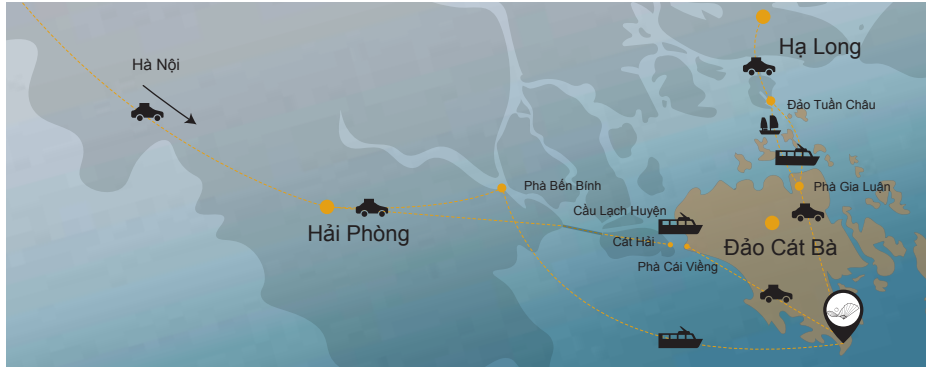 Hạ Long
Hà Nội
Đảo Tuần Châu
Phà Bến Bính
Phà Gia Luận
Cầu Lạch Huyện
Hải Phòng
Cát Hải
Đảo Cát Bà
Phà Cái Viềng